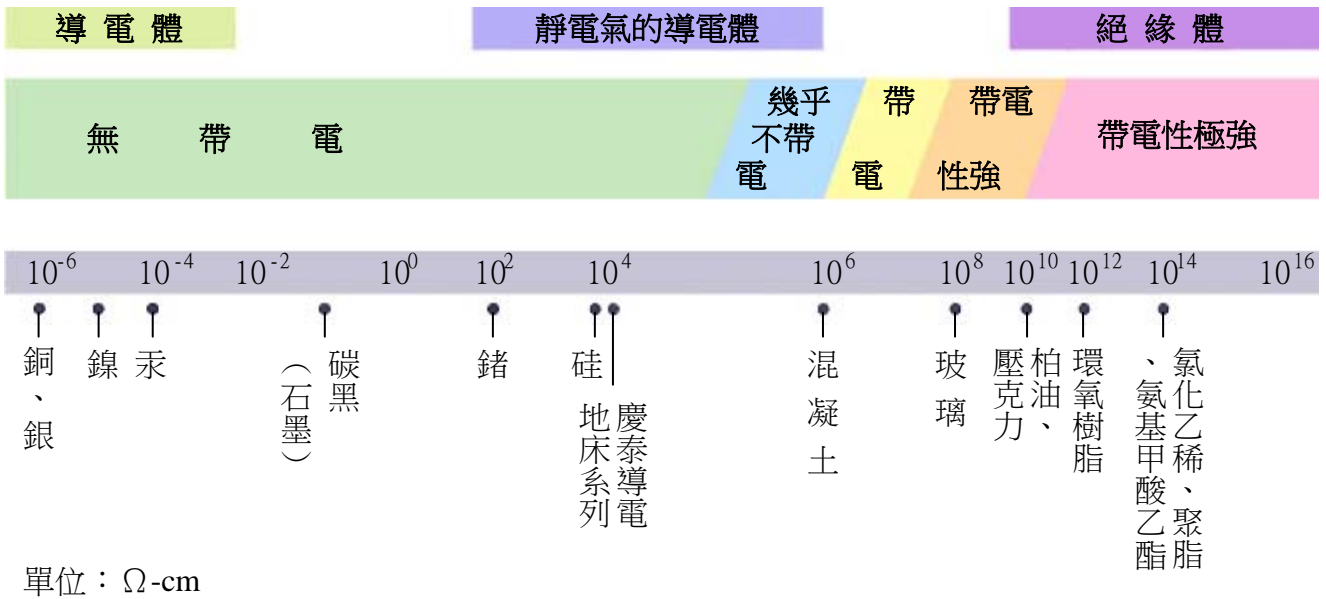 導電體 靜電氣的導電體 絕緣體
無帶電
幾乎
不帶
電
帶
電
帶電
性強
帶電性極強
10⁻⁶ 10⁻⁴ 10⁻² 10⁰ 10² 10⁴ 10⁶ 10⁸ 10¹⁰ 10¹² 10¹⁴ 10¹⁶
銅、銀
鎳
汞
碳黑
（石墨）
鍺
硅
慶泰導電
地床系列
混凝土
玻璃
柏油、
壓克力
環氧樹脂
氯化乙稀、聚脂
、氨基甲酸乙酯
單位：Ω-cm